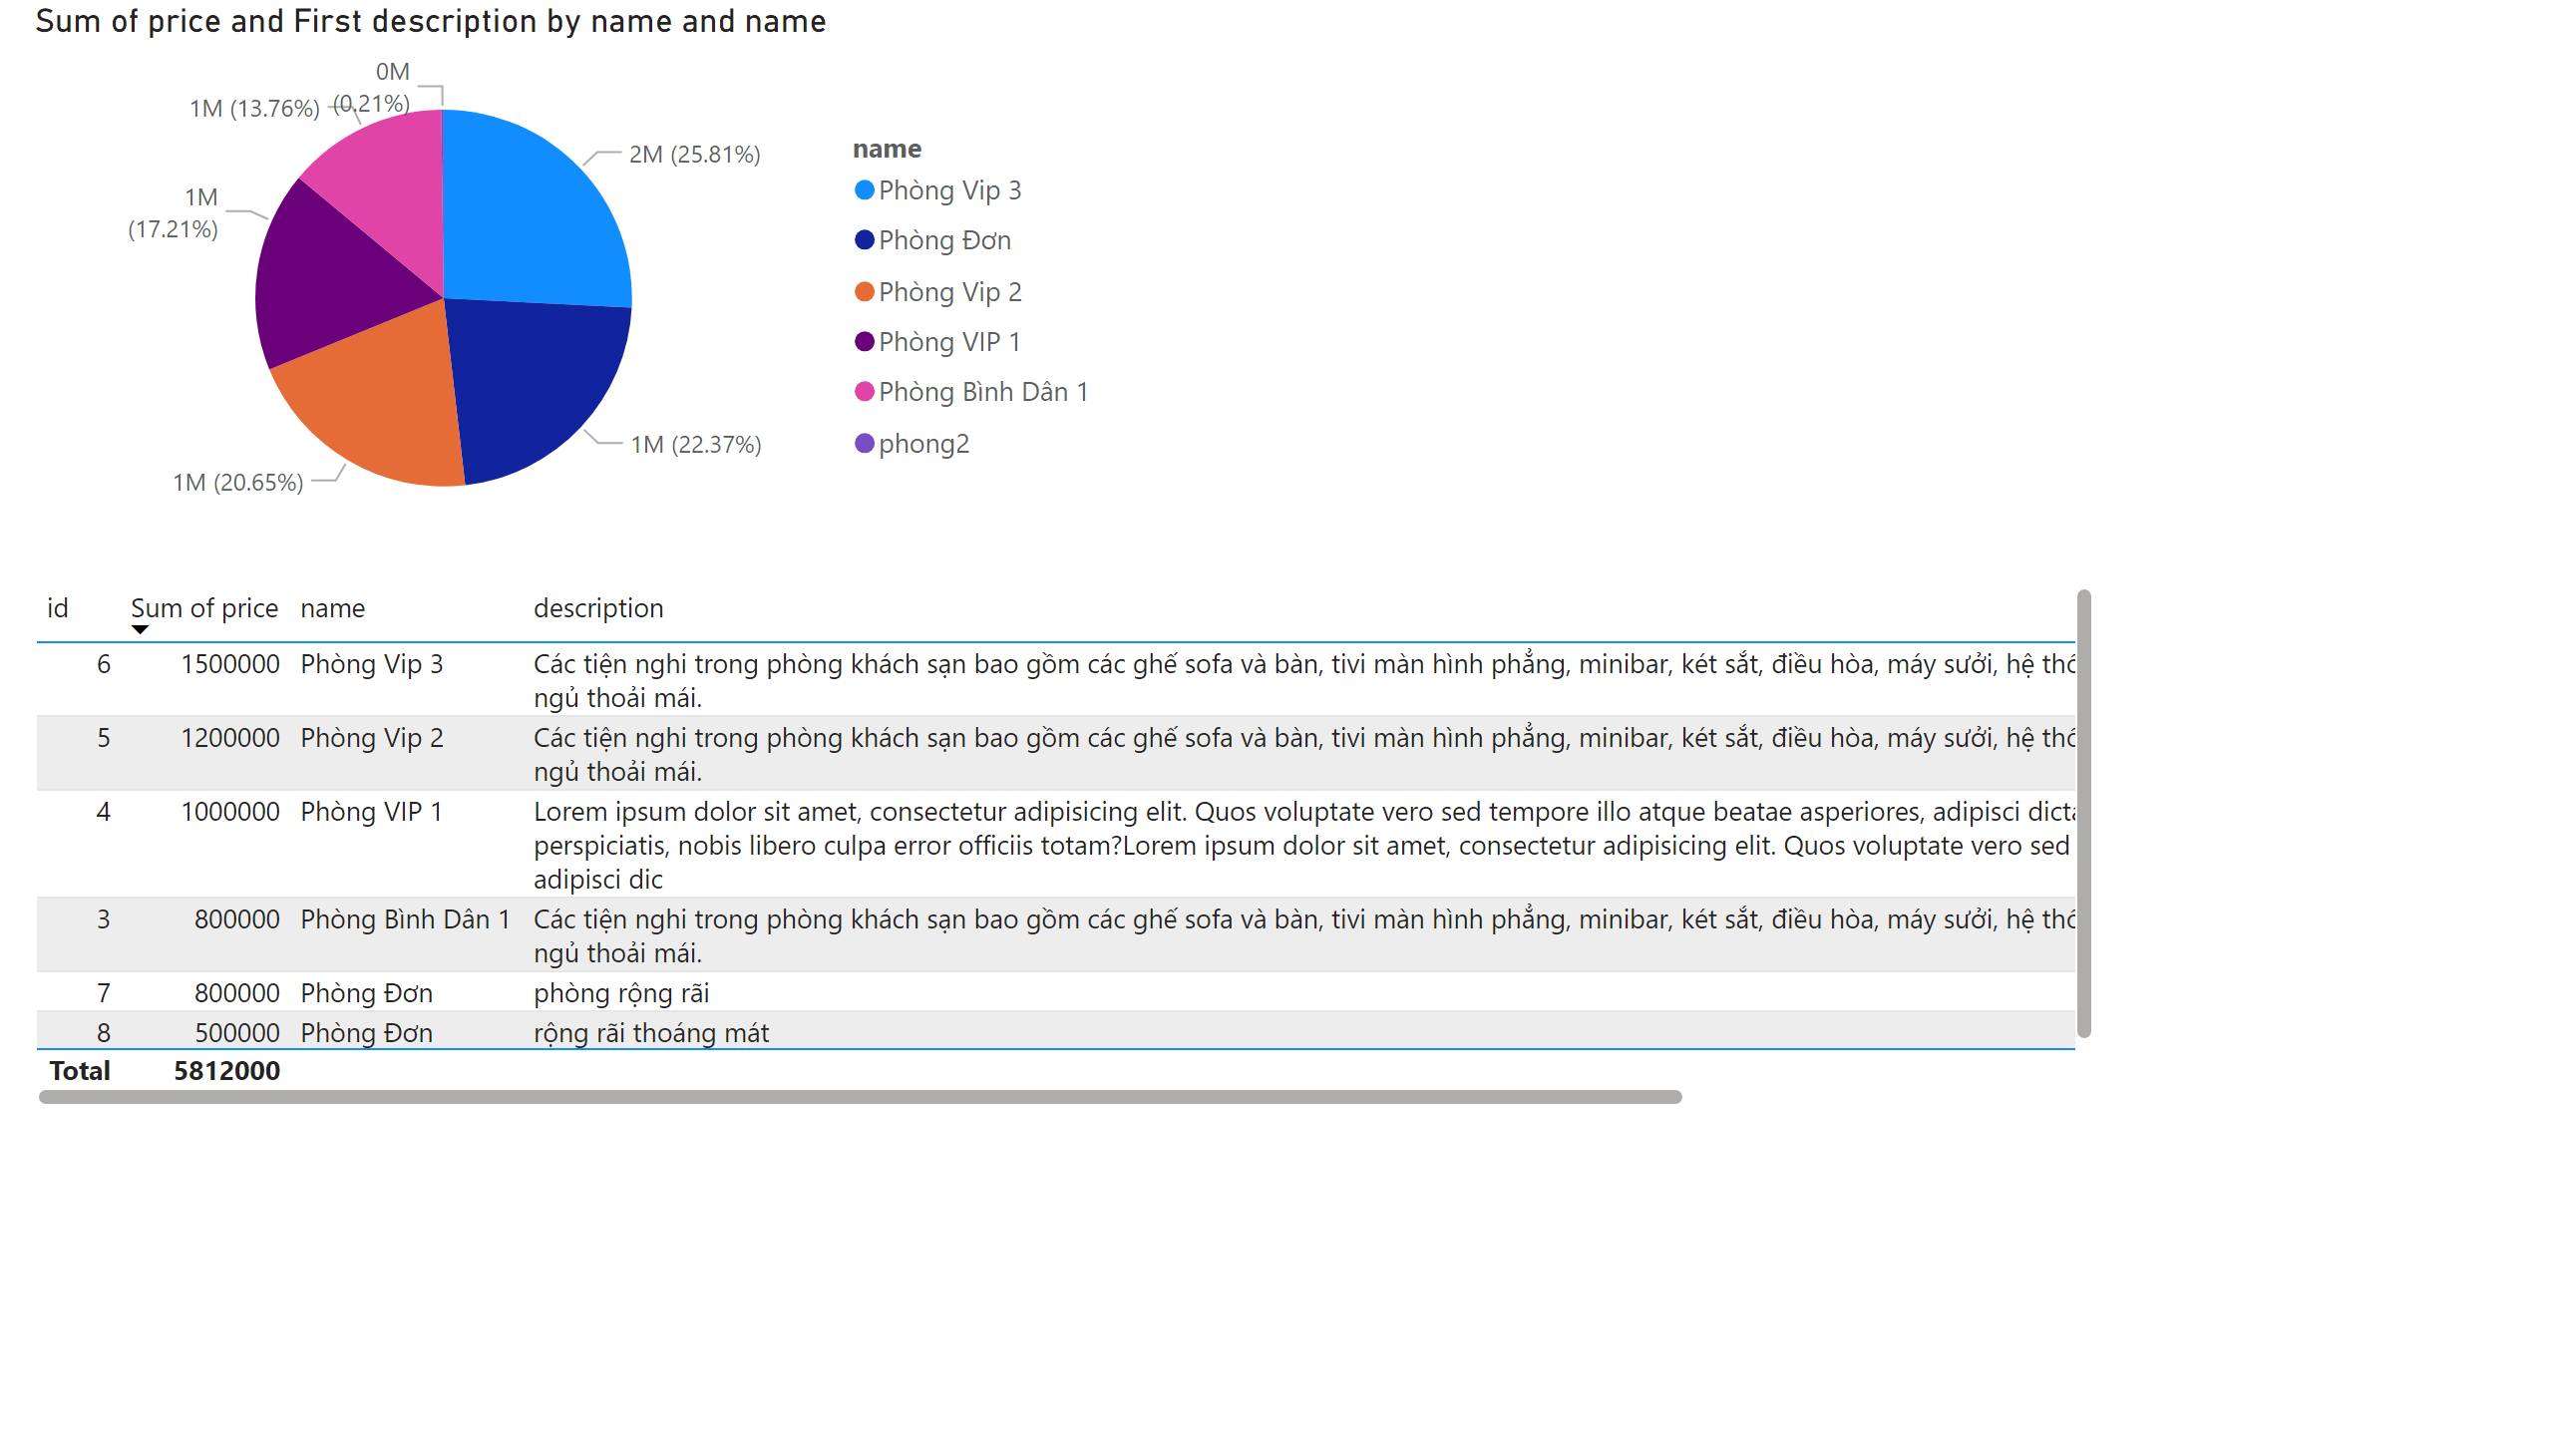 Sum of price and First description by name and name
0M
(0.21%)
1M (13.76%)
2M (25.81%)
1M
(17.21%)
1M (22.37%)
1M (20.65%)
name
Phòng Vip 3
Phòng Đơn
Phòng Vip 2
Phòng VIP 1
Phòng Bình Dân 1
phong2
id Sum of price name description
6 1500000 Phòng Vip 3 Các tiện nghi trong phòng khách sạn bao gồm các ghế sofa và bàn, tivi màn hình phẳng, minibar, két sắt, điều hòa, máy sưởi, hệ
ngủ thoải mái.
5 1200000 Phòng Vip 2 Các tiện nghi trong phòng khách sạn bao gồm các ghế sofa và bàn, tivi màn hình phẳng, minibar, két sắt, điều hòa, máy sưởi, hệ
ngủ thoải mái.
4 1000000 Phòng VIP 1 Lorem ipsum dolor sit amet, consectetur adipisicing elit. Quos voluptate vero sed tempore illo atque beatae asperiores, adipisci
perspiciatis, nobis libero culpa error officiis totam?Lorem ipsum dolor sit amet, consectetur adipisicing elit. Quos voluptate vero sed
adipisci dic
3 800000 Phòng Bình Dân 1 Các tiện nghi trong phòng khách sạn bao gồm các ghế sofa và bàn, tivi màn hình phẳng, minibar, két sắt, điều hòa, máy sưởi, hệ
ngủ thoải mái.
7 800000 Phòng Đơn phòng rộng rãi
8 500000 Phòng Đơn rộng rãi thoáng mát
Total 5812000